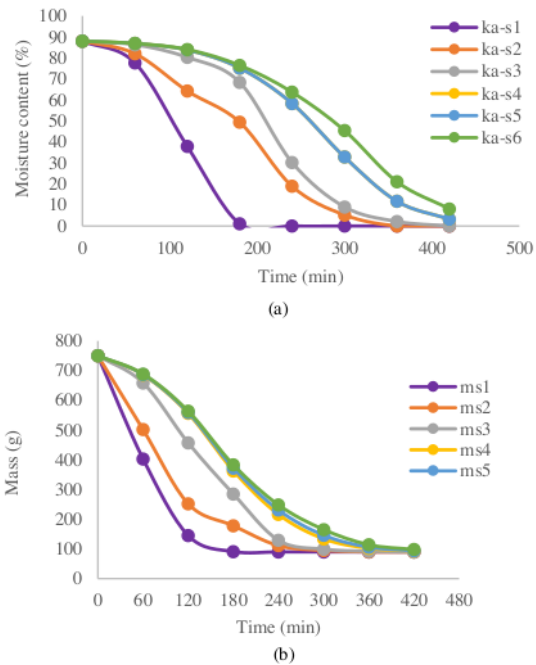 100
90
80
70
60
50
40
30
20
10
0
Moisture content (%)
0 100 200 300 400 500
Time (min)
ka-s1
ka-s2
ka-s3
ka-s4
ka-s5
ka-s6
(a)
800
700
600
500
400
300
200
100
0
Mass (g)
0 60 120 180 240 300 360 420 480
Time (min)
ms1
ms2
ms3
ms4
ms5
(b)